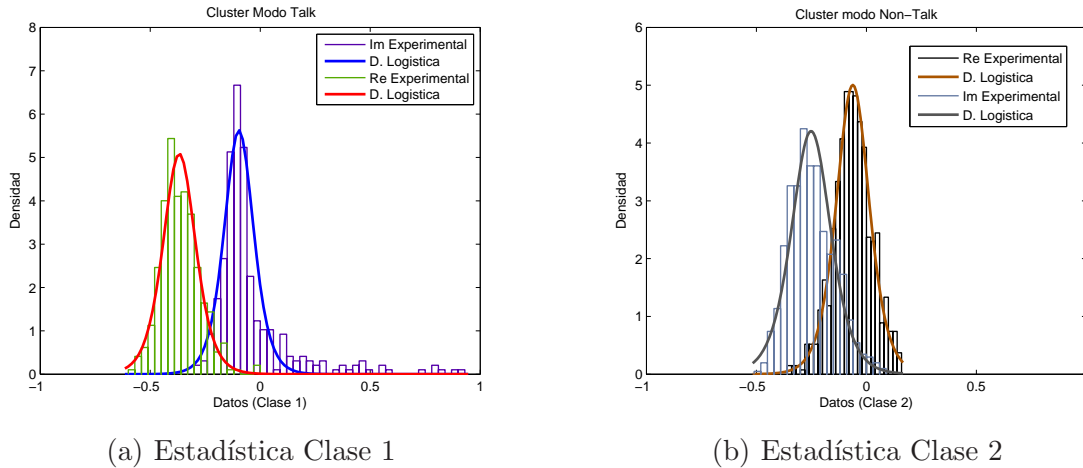 Cluster Modo Talk
8
7
6
5
4
3
2
1
0
Densidad
Im Experimental
D. Logistica
Re Experimental
D. Logistica
−1
−0.5
0
0.5
1
Datos (Clase 1)
(a) Estadística Clase 1
Cluster modo Non−Talk
6
5
4
3
2
1
0
Densidad
Re Experimental
D. Logistica
Im Experimental
D. Logistica
−1
−0.5
0
0.5
Datos (Clase 2)
(b) Estadística Clase 2